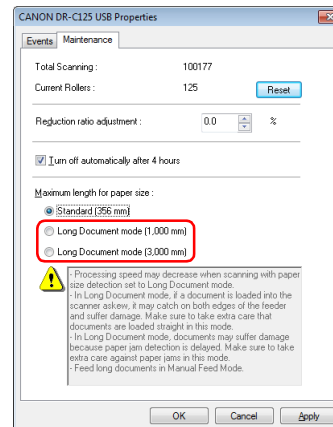 CANON DR-C125 USB Properties
Events Maintenance
Total Scanning : 100177
Current Rollers : 125 Reset
Reduction ratio adjustment : 0.0 %
Turn off automatically after 4 hours
Maximum length for paper size :
Standard (356 mm)
Long Document mode (1,000 mm)
Long Document mode (3,000 mm)
- Processing speed may decrease when scanning with paper
size detection set to Long Document mode.
- In Long Document mode, if a document is loaded into the
scanner askew, it may catch on both edges of the feeder
and suffer damage. Make sure to take extra care that
documents are loaded straight in this mode.
- In Long Document mode, documents may suffer damage
because paper jam detection is delayed. Make sure to take
extra care against paper jams in this mode.
- Feed long documents in Manual Feed Mode.
OK Cancel Apply